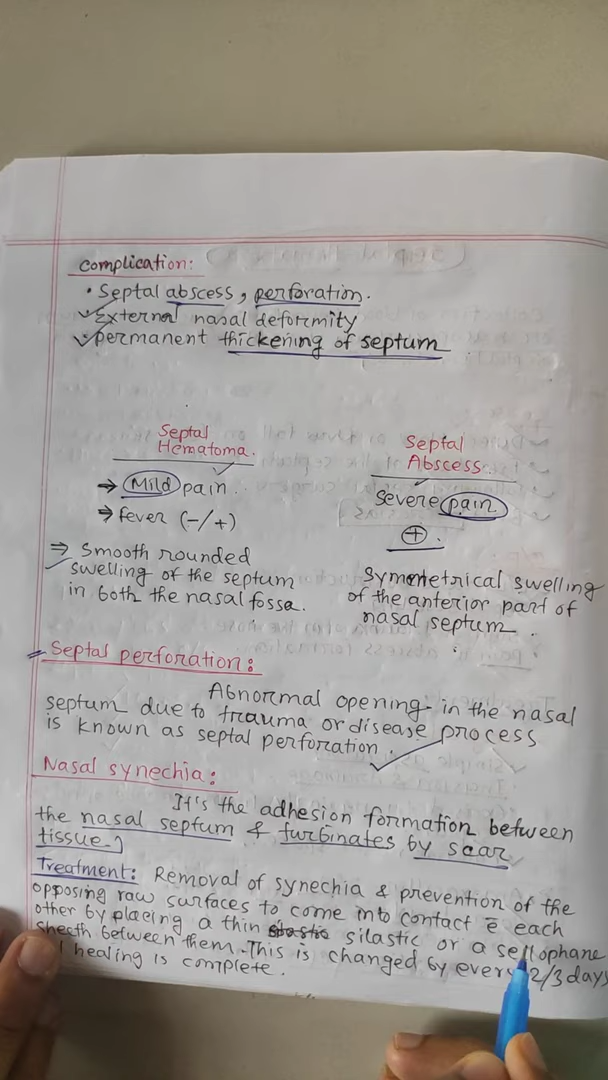 complication:
• Septal abscess, perforation.
External nasal deformity
permanent thickening of septum
Septal
Hematoma.
→ Mild pain.
→ fever (-/+)
⇒ Smooth rounded
swelling of the septum
in both the nasal fossa.
Septal
Abscess
Severe pain
+.
Symmetrical swelling
of the anterior part of
nasal septum.
Septal perforation:
Abnormal opening in the nasal
septum due to trauma or disease process
is known as septal perforation.
Nasal synechia:
It's the adhesion formation between
the nasal septum & turbinates by scar
tissue.
Treatment: Removal of synechia & prevention of the
opposing raw surfaces to come into contact ē each
other by placing a thin silastic or a sellophane
sheeth between them. This is changed by every 2/3 days
healing is complete.